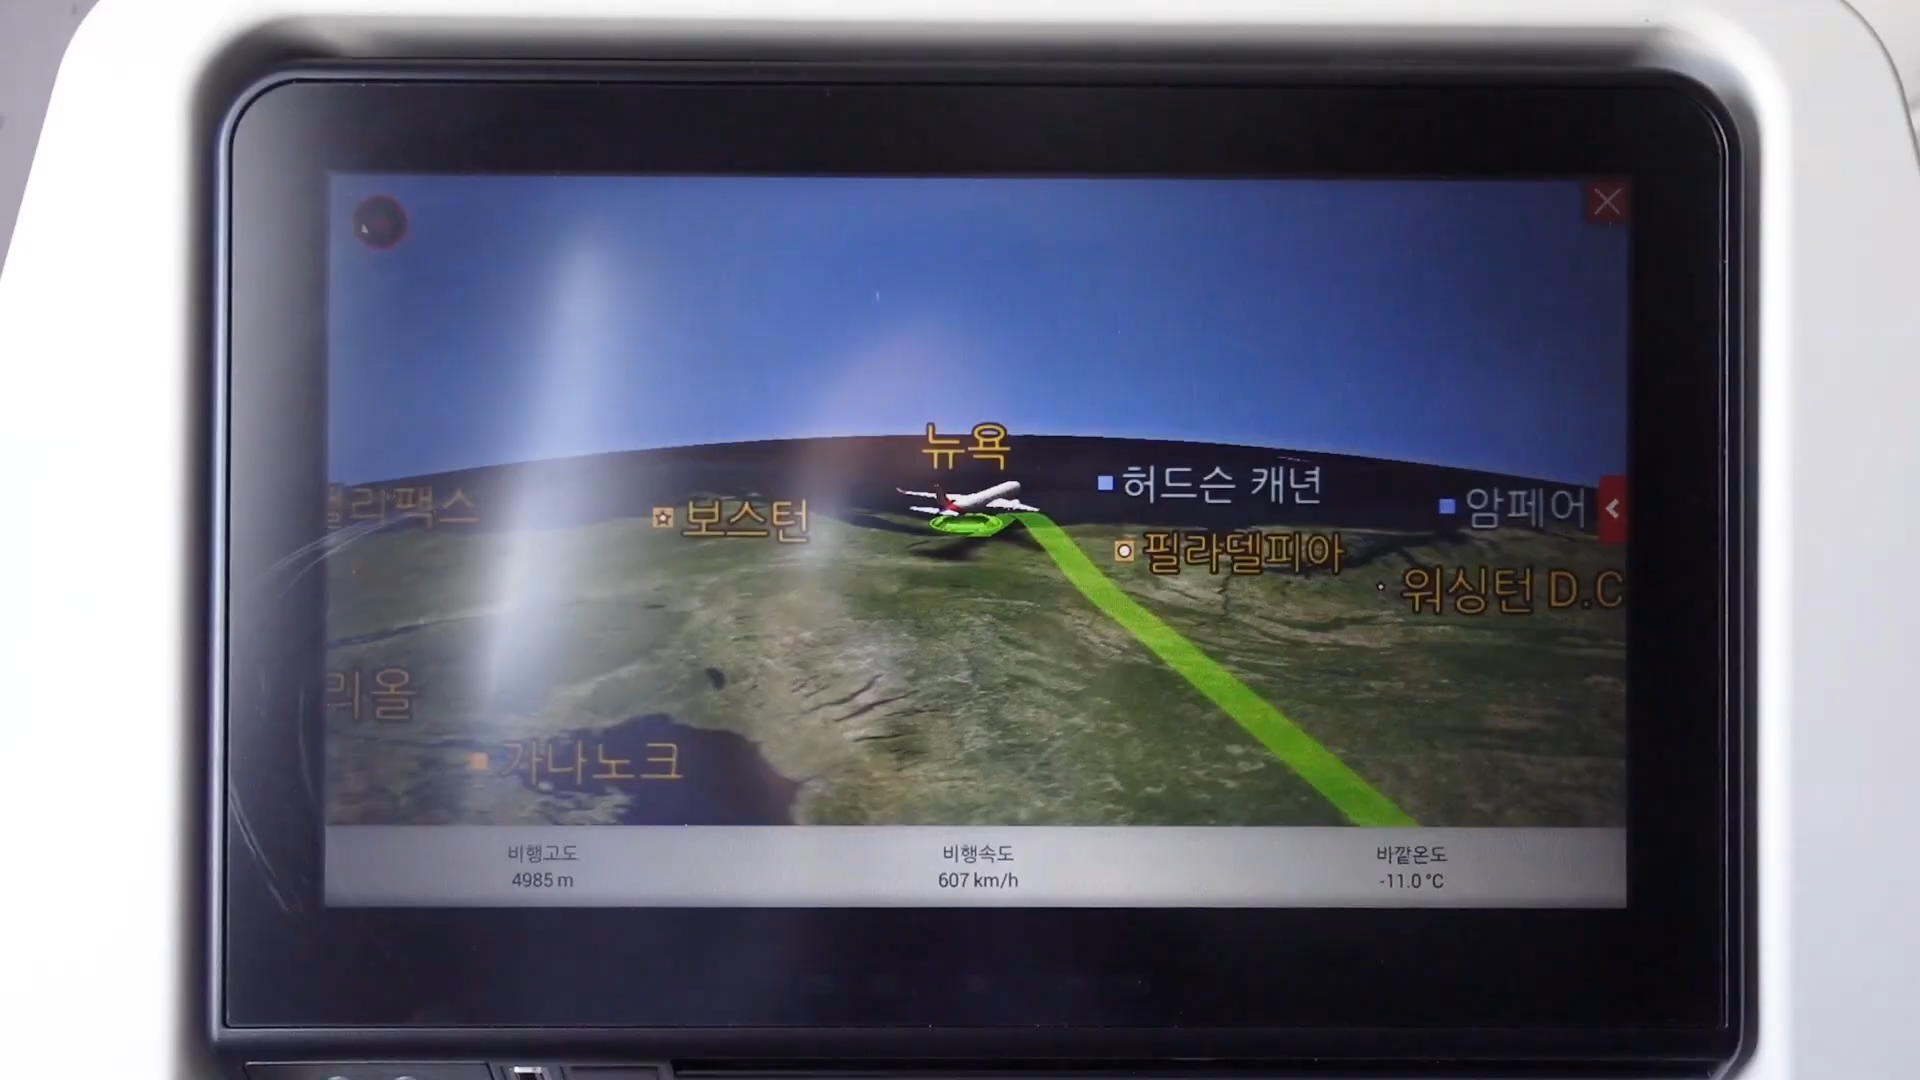 뉴욕
허드슨 캐년
암페어
보스턴
필라델피아
워싱턴 D.C
가나노크
비행고도
4985 m
비행속도
607 km/h
바깥온도
-11.0 °C